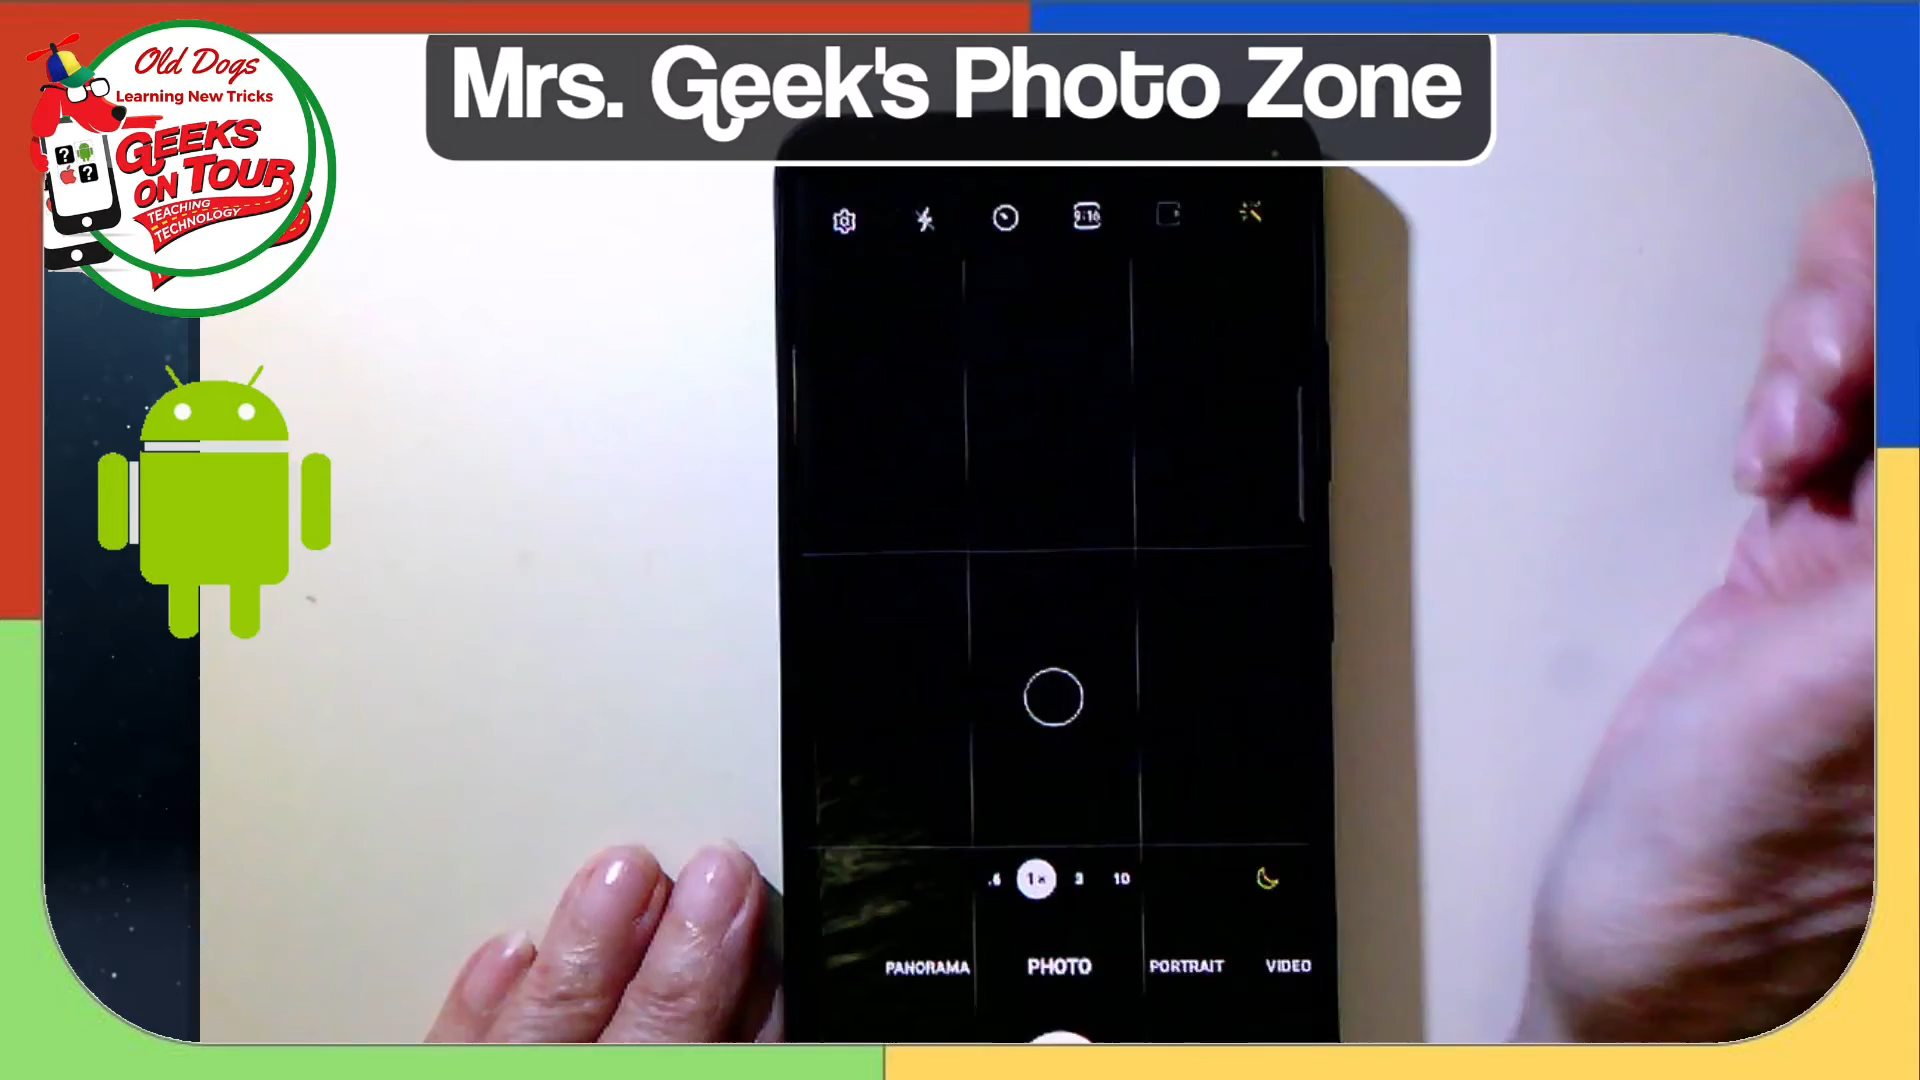 Mrs. Geek's Photo Zone
Old Dogs
Learning New Tricks
GEEKS
ON TOUR
TEACHING
TECHNOLOGY
? 
?
9:16
.6 1× 3 10
PANORAMA PHOTO PORTRAIT VIDEO